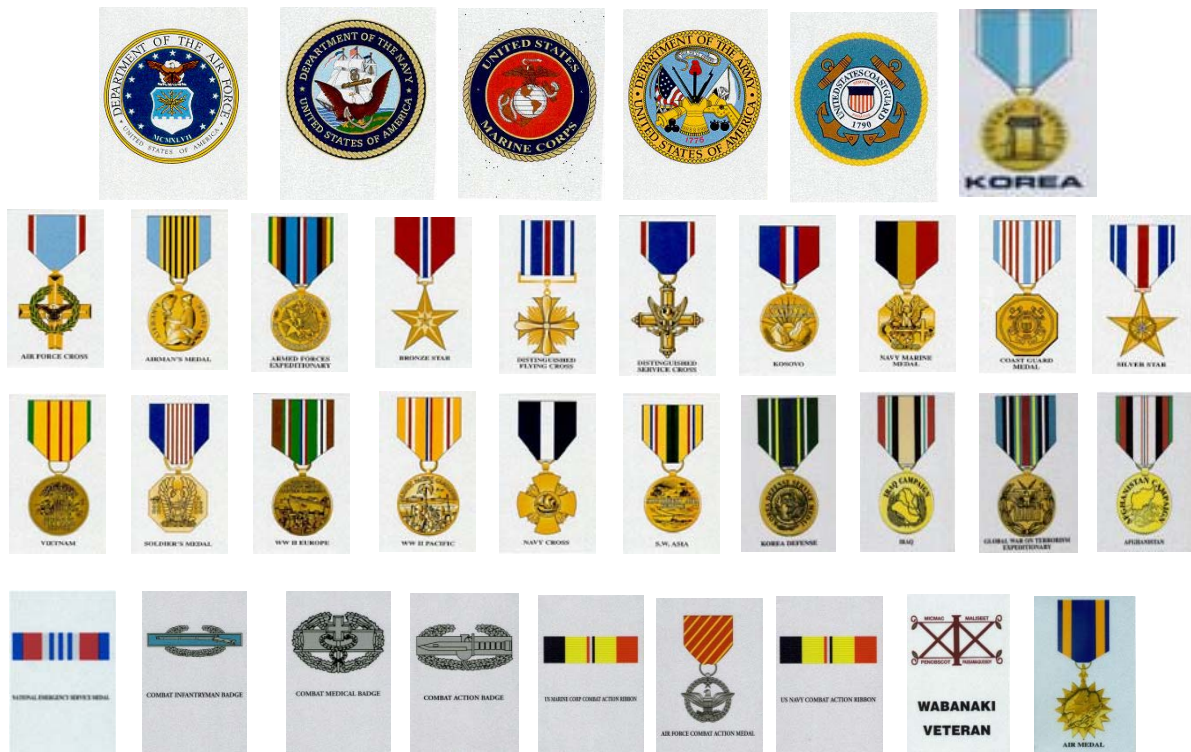 DEPARTMENT OF THE AIR FORCE
MCMXLVII
UNITED STATES OF AMERICA
DEPARTMENT OF THE NAVY
UNITED STATES OF AMERICA
UNITED STATES
MARINE CORPS
DEPARTMENT OF THE ARMY
1775
UNITED STATES OF AMERICA
UNITED STATES COAST GUARD
1790
KOREA
AIR FORCE CROSS
AIRMAN'S MEDAL
ARMED FORCES
EXPEDITIONARY
BRONZE STAR
DISTINGUISHED
FLYING CROSS
DISTINGUISHED
SERVICE CROSS
KOSOVO
NAVY MARINE
MEDAL
COAST GUARD
MEDAL
SILVER STAR
VIETNAM
SOLDIER'S MEDAL
WW II EUROPE
WW II PACIFIC
NAVY CROSS
S.W. ASIA
KOREA DEFENSE
IRAQ CAMPAIGN
IRAQ
GLOBAL WAR ON TERRORISM
EXPEDITIONARY
AFGHANISTAN CAMPAIGN
AFGHANISTAN
NATIONAL EMERGENCY SERVICE MEDAL
COMBAT INFANTRYMAN BADGE
COMBAT MEDICAL BADGE
COMBAT ACTION BADGE
US MARINE CORP COMBAT ACTION RIBBON
AIR FORCE COMBAT ACTION MEDAL
US NAVY COMBAT ACTION RIBBON
MICMAC MALISEET
PENOBSCOT PASSAMAQUODDY
WABANAKI
VETERAN
AIR MEDAL